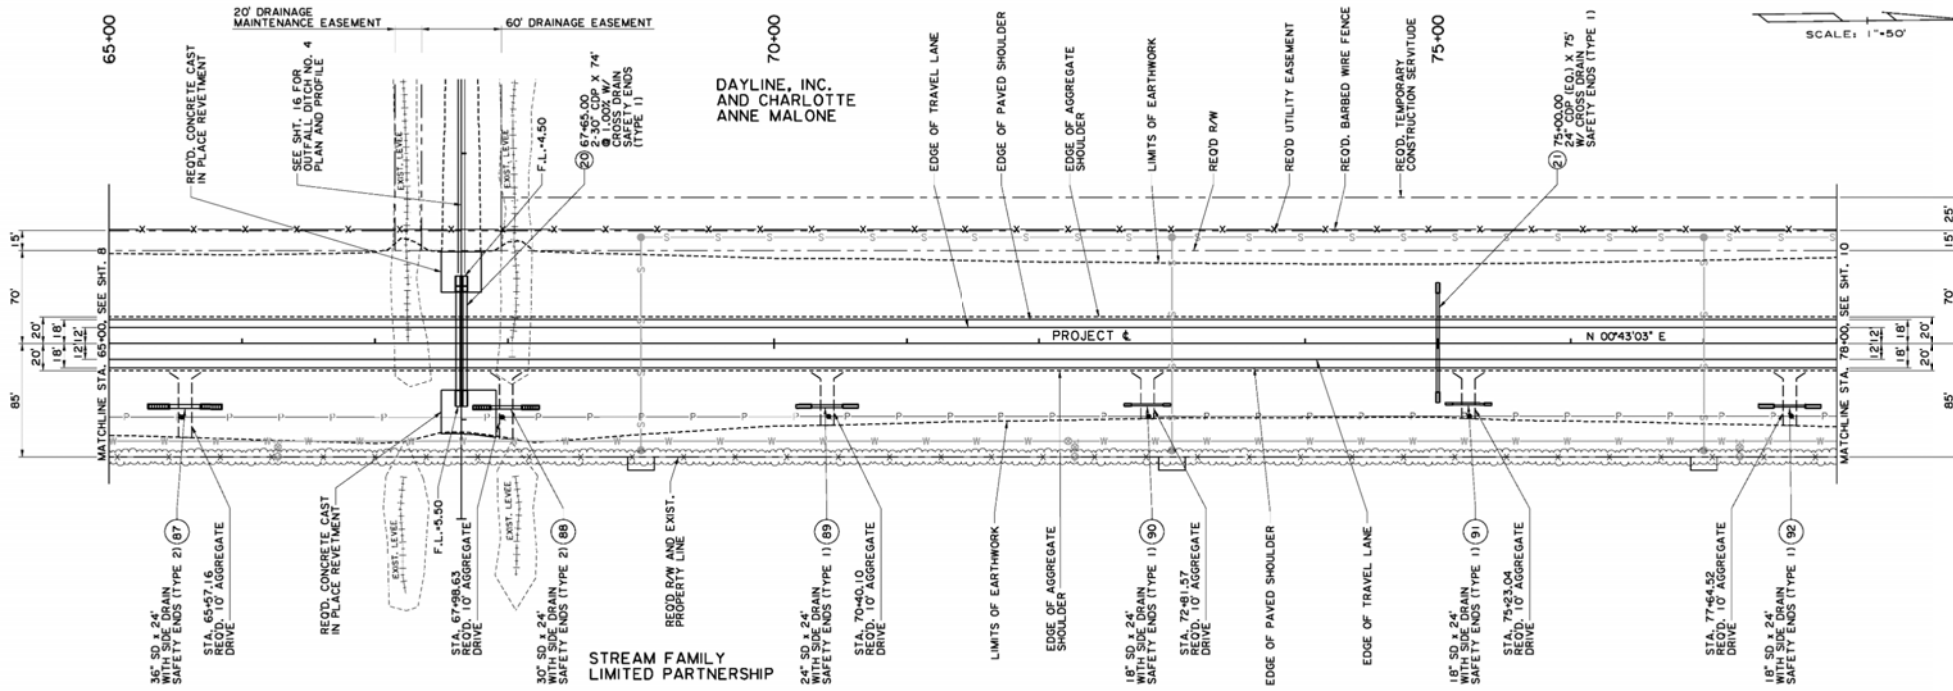 20' DRAINAGE
MAINTENANCE EASEMENT
60' DRAINAGE EASEMENT
65+00
70+00
75+00
SCALE: 1"=50'
REQ'D. CONCRETE CAST
IN PLACE REVETMENT
SEE SHT. 16 FOR
OUTFALL DITCH NO. 4
PLAN AND PROFILE
EXIST. LEVEE
EXIST. LEVEE
F.L.=4.50
20
67+65.00
2-30" CDP X 74'
@ 1.00% W/
CROSS DRAIN
SAFETY ENDS
(TYPE 1)
DAYLINE, INC.
AND CHARLOTTE
ANNE MALONE
EDGE OF TRAVEL LANE
EDGE OF PAVED SHOULDER
EDGE OF AGGREGATE
SHOULDER
LIMITS OF EARTHWORK
REQ'D R/W
REQ'D UTILITY EASEMENT
REQ'D. BARBED WIRE FENCE
REQ'D. TEMPORARY
CONSTRUCTION SERVITUDE
21
75+00.00
24" CDP (EQ.) X 75'
W/ CROSS DRAIN
SAFETY ENDS (TYPE 1)
15'
70'
85'
20'
18'
12'
12'
18'
20'
MATCHLINE STA. 65+00, SEE SHT. 8
PROJECT ℄
N 00°43'03" E
MATCHLINE STA. 78+00, SEE SHT. 10
25'
15'
70'
85'
12'
12'
18'
18'
20'
20'
36" SD x 24'
WITH SIDE DRAIN
SAFETY ENDS (TYPE 2)
87
STA. 65+57.16
REQ'D. 10' AGGREGATE
DRIVE
REQ'D. CONCRETE CAST
IN PLACE REVETMENT
EXIST. LEVEE
F.L.=5.50
STA. 67+98.63
REQ'D. 10' AGGREGATE
DRIVE
EXIST. LEVEE
30" SD x 24'
WITH SIDE DRAIN
SAFETY ENDS (TYPE 2)
88
STREAM FAMILY
LIMITED PARTNERSHIP
REQ'D R/W AND EXIST.
PROPERTY LINE
24" SD x 24'
WITH SIDE DRAIN
SAFETY ENDS (TYPE 1)
89
STA. 70+40.10
REQ'D. 10' AGGREGATE
DRIVE
LIMITS OF EARTHWORK
EDGE OF AGGREGATE
SHOULDER
18" SD x 24'
WITH SIDE DRAIN
SAFETY ENDS (TYPE 1)
90
STA. 72+81.57
REQ'D. 10' AGGREGATE
DRIVE
EDGE OF PAVED SHOULDER
EDGE OF TRAVEL LANE
18" SD x 24'
WITH SIDE DRAIN
SAFETY ENDS (TYPE 1)
91
STA. 75+23.04
REQ'D. 10' AGGREGATE
DRIVE
STA. 77+64.52
REQ'D. 10' AGGREGATE
DRIVE
18" SD x 24'
WITH SIDE DRAIN
SAFETY ENDS (TYPE 1)
92